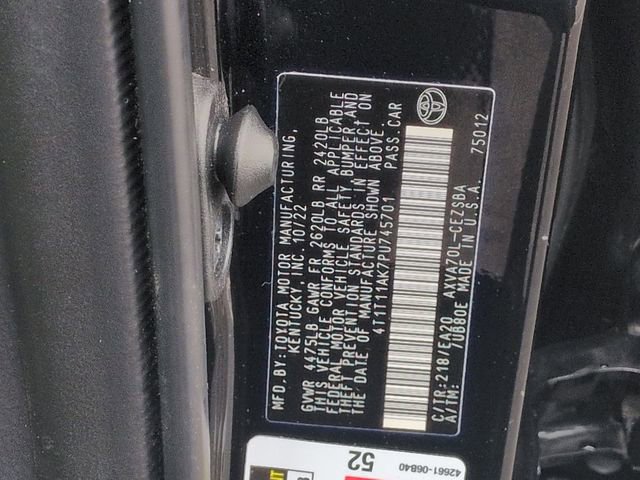 MFD.BY:TOYOTA MOTOR MANUFACTURING,
KENTUCKY, INC. 10/22
GVWR 4475LB GAWR FR 2620LB RR 2420LB
THIS VEHICLE CONFORMS TO ALL APPLICABLE
FEDERAL MOTOR VEHICLE SAFETY BUMPER AND
THEFT PREVENTION STANDARDS IN EFFECT ON
THE DATE OF MANUFACTURE SHOWN ABOVE.
4T1T11AK7PU745701 PASS.CAR
C/TR:218/EA20 AXVA70L-CEZSBA
A/TM: 70B80E MADE IN U.S.A. 75012
52
42661-06B40